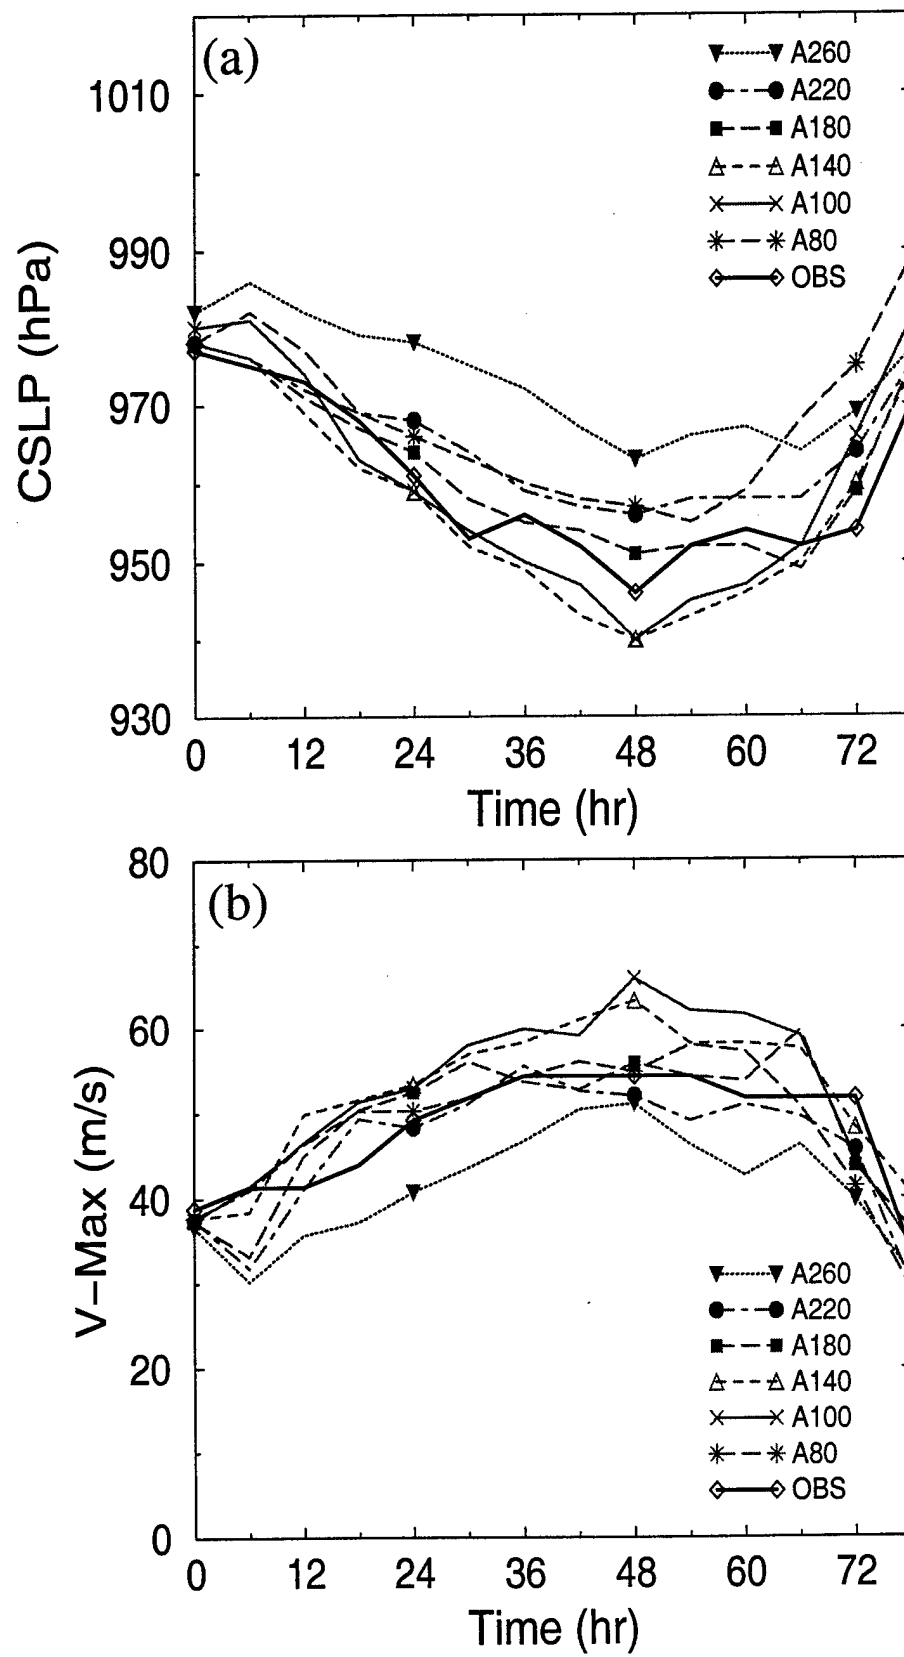 (a)
A260
A220
A180
A140
A100
A80
OBS
1010
990
970
950
930
CSLP (hPa)
0 12 24 36 48 60 72
Time (hr)
(b)
80
60
40
20
0
V-Max (m/s)
A260
A220
A180
A140
A100
A80
OBS
0 12 24 36 48 60 72
Time (hr)